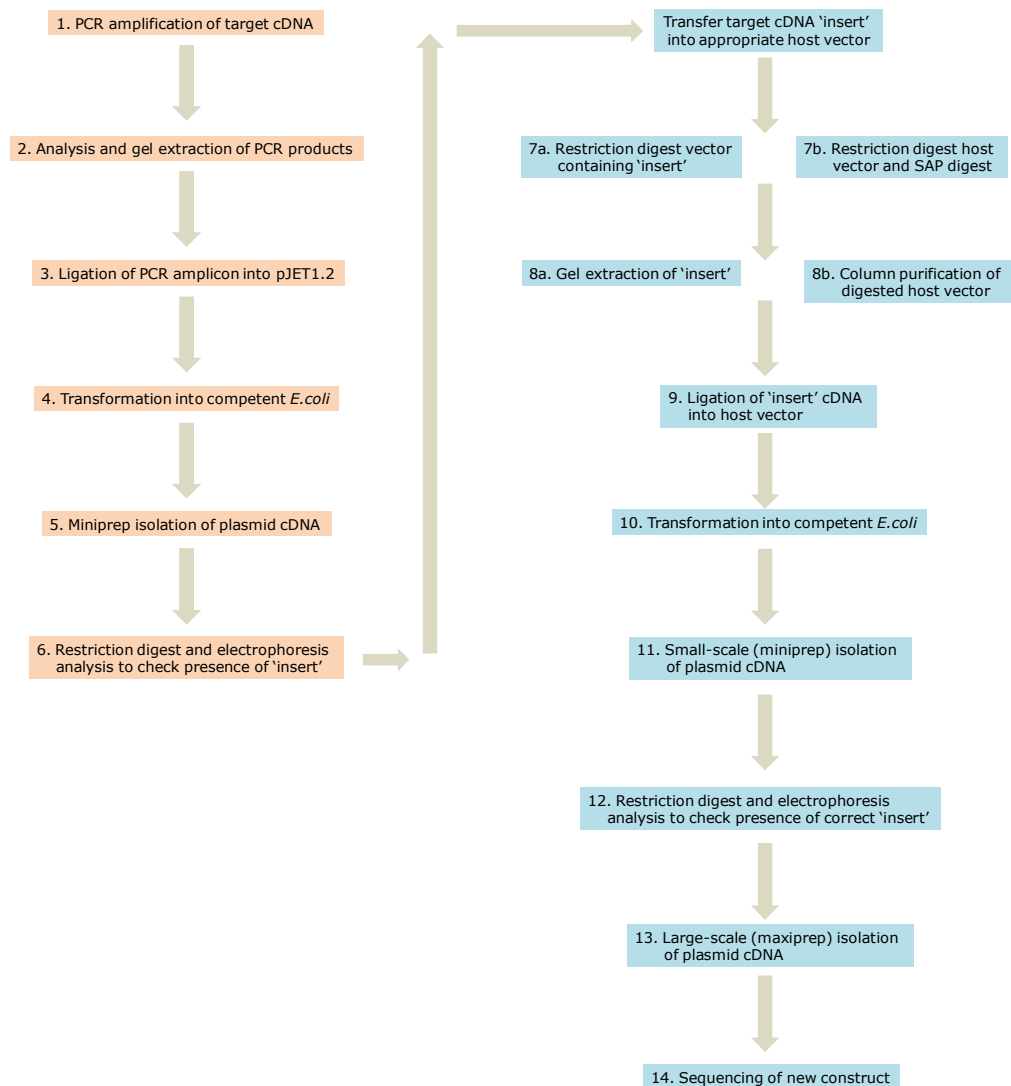 1. PCR amplification of target cDNA
2. Analysis and gel extraction of PCR products
3. Ligation of PCR amplicon into pJET1.2
4. Transformation into competent E.coli
5. Miniprep isolation of plasmid cDNA
6. Restriction digest and electrophoresis
analysis to check presence of ‘insert’
Transfer target cDNA ‘insert’
into appropriate host vector
7a. Restriction digest vector
containing ‘insert’
7b. Restriction digest host
vector and SAP digest
8a. Gel extraction of ‘insert’
8b. Column purification of
digested host vector
9. Ligation of ‘insert’ cDNA
into host vector
10. Transformation into competent E.coli
11. Small-scale (miniprep) isolation
of plasmid cDNA
12. Restriction digest and electrophoresis
analysis to check presence of correct ‘insert’
13. Large-scale (maxiprep) isolation
of plasmid cDNA
14. Sequencing of new construct